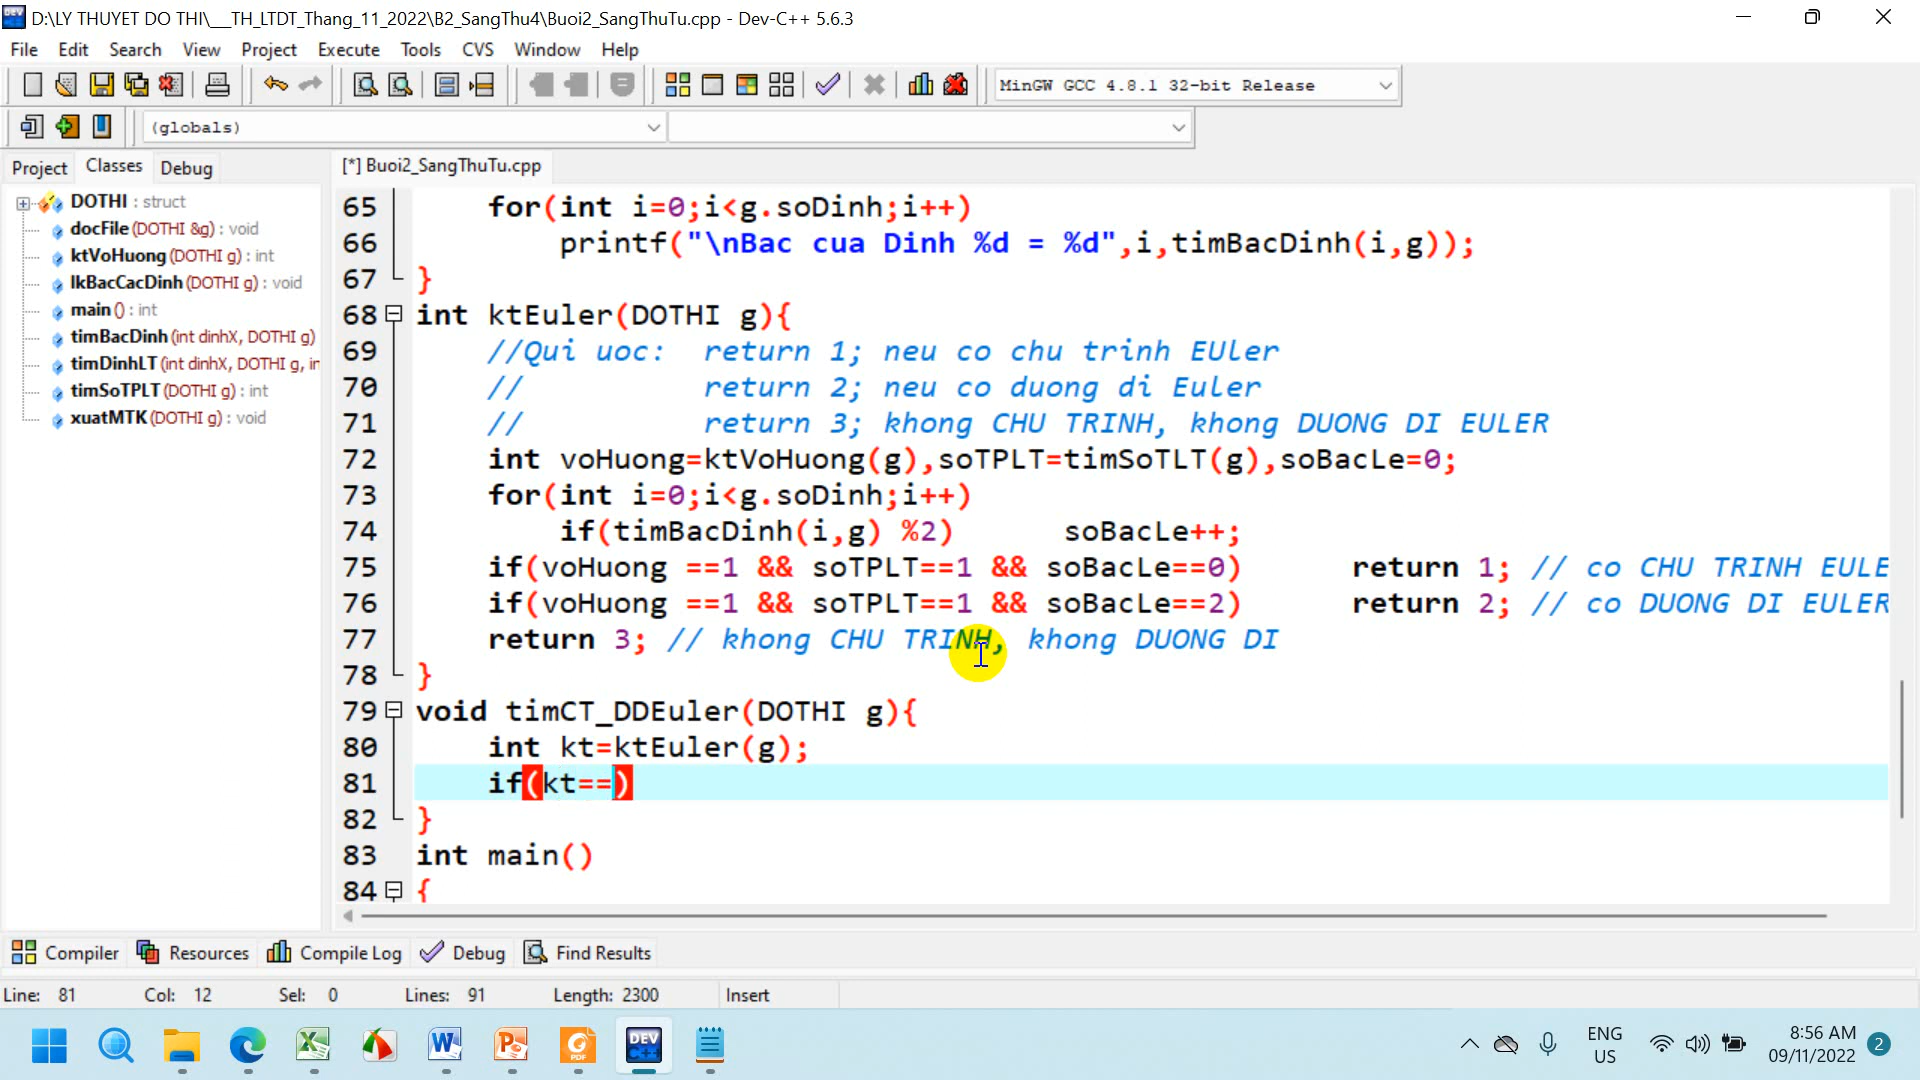 D:\LY THUYET DO THI\__TH_LTDT_Thang_11_2022\B2_SangThu4\Buoi2_SangThuTu.cpp - Dev-C++ 5.6.3
File Edit Search View Project Execute Tools CVS Window Help
MinGW GCC 4.8.1 32-bit Release
(globals)
Project Classes Debug
[*] Buoi2_SangThuTu.cpp
DOTHI : struct
docFile (DOTHI &g) : void
ktVoHuong (DOTHI g) : int
lkBacCacDinh (DOTHI g) : void
main () : int
timBacDinh (int dinhX, DOTHI g)
timDinhLT (int dinhX, DOTHI g, in
timSoTPLT (DOTHI g) : int
xuatMTK (DOTHI g) : void
65 for(int i=0;i<g.soDinh;i++)
66 printf("\nBac cua Dinh %d = %d",i,timBacDinh(i,g));
67 }
68 int ktEuler(DOTHI g){
69 //Qui uoc: return 1; neu co chu trinh EUler
70 // return 2; neu co duong di Euler
71 // return 3; khong CHU TRINH, khong DUONG DI EULER
72 int voHuong=ktVoHuong(g),soTPLT=timSoTLT(g),soBacLe=0;
73 for(int i=0;i<g.soDinh;i++)
74 if(timBacDinh(i,g) %2) soBacLe++;
75 if(voHuong ==1 && soTPLT==1 && soBacLe==0) return 1; // co CHU TRINH EULE
76 if(voHuong ==1 && soTPLT==1 && soBacLe==2) return 2; // co DUONG DI EULER
77 return 3; // khong CHU TRINH, khong DUONG DI
78 }
79 void timCT_DDEuler(DOTHI g){
80 int kt=ktEuler(g);
81 if(kt==)
82 }
83 int main()
84 {
Compiler Resources Compile Log Debug Find Results
Line: 81 Col: 12 Sel: 0 Lines: 91 Length: 2300 Insert
DEV C++
ENG
US
8:56 AM
09/11/2022
2